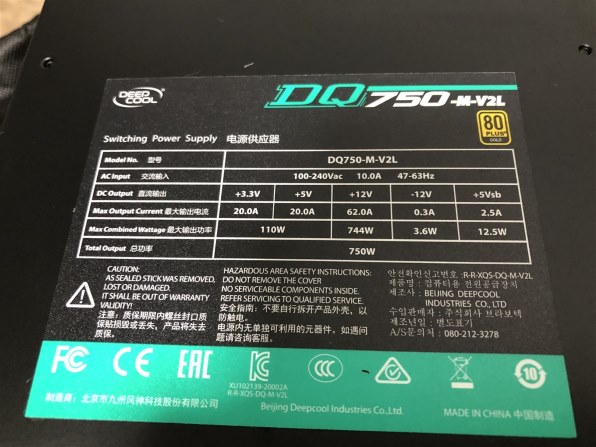 DEEP COOL
DQ750-M-V2L
80 PLUS GOLD
Switching Power Supply 电源供应器
Model No. 型号 DQ750-M-V2L
AC Input 交流输入 100-240Vac 10.0A 47-63Hz
DC Output 直流输出 +3.3V +5V +12V -12V +5Vsb
Max Output Current 最大输出电流 20.0A 20.0A 62.0A 0.3A 2.5A
Max Combined Wattage 最大输出功率 110W 744W 3.6W 12.5W
Total Output 总功率 750W
CAUTION:
AS SEALED STICK WAS REMOVED,
LOST OR DAMAGED.
IT SHALL BE OUT OF WARRANTY
VALIDITY!
注意：质保期限内螺丝封口质
保贴损毁或丢失，产品将失去
质保。
HAZARDOUS AREA SAFETY INSTRUCTIONS:
DO NOT REMOVE THE COVER
NO SERVICEABLE COMPONENTS INSIDE.
REFER SERVICING TO QUALIFIED SERVICE.
安全指南：不要自行拆开产品外壳，以
防触电。
电源内无单独可利用的元器件。如遇问
题请咨询客服。
안전확인신고번호 :R-R-XQS-DQ-M-V2L
제품명 : 컴퓨터용 전원공급장치
제조사 : BEIJING DEEPCOOL
INDUSTRIES CO., LTD
수입판매자 : 주식회사 브라보텍
제조년일 : 별도표기
A/S문의처 : 080-212-3278
FC CE EAC
XU102139-20002A
R-R-XQS-DQ-M-V2L
CCC
10
制造商：北京市九州风神科技股份有限公司
Beijing Deepcool Industries Co.,Ltd.
MADE IN CHINA 中国制造